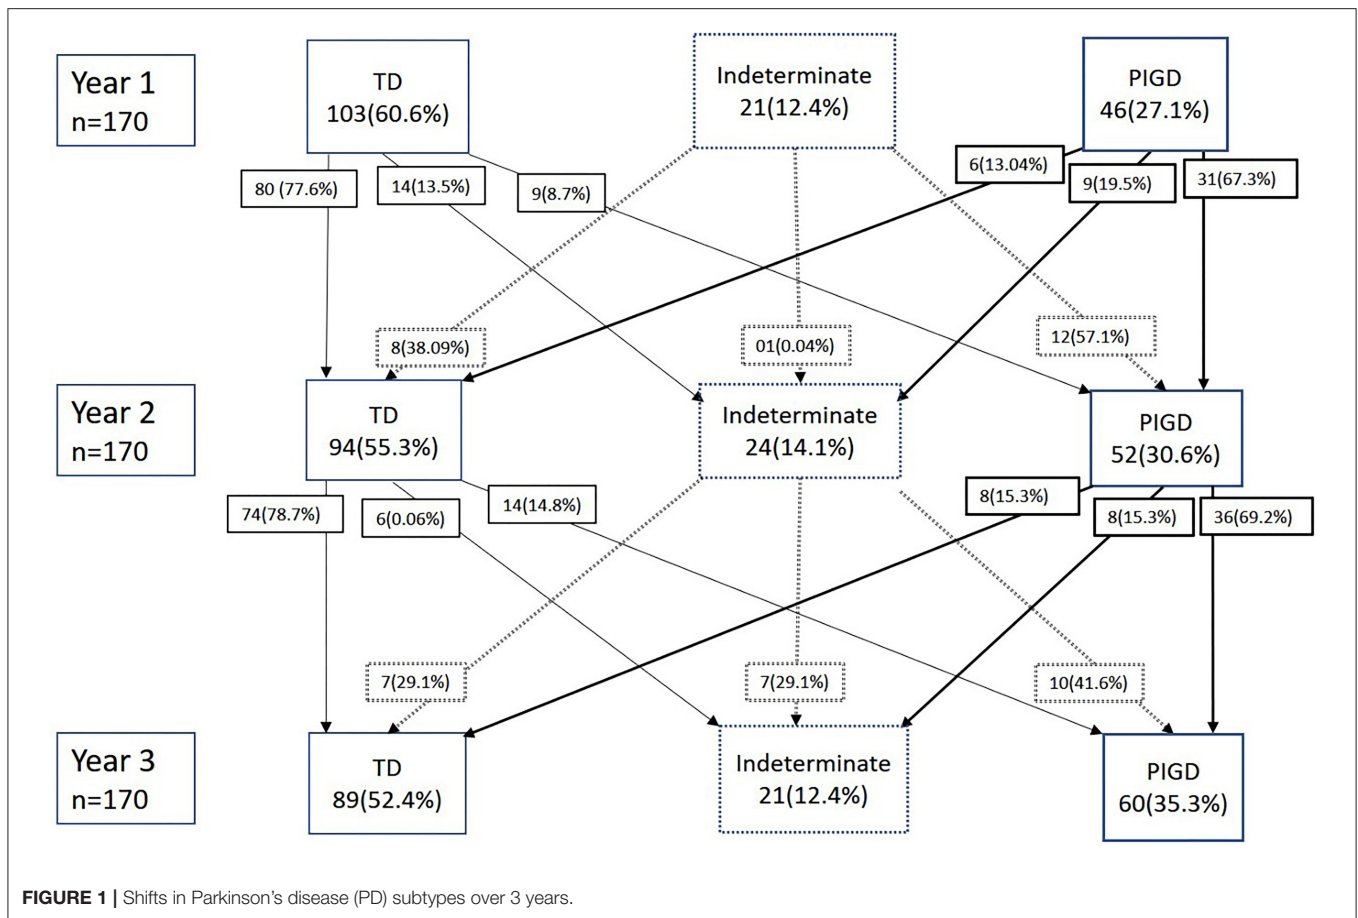 Year 1
n=170
TD
103(60.6%)
Indeterminate
21(12.4%)
PIGD
46(27.1%)
80 (77.6%)
14(13.5%)
9(8.7%)
6(13.04%)
9(19.5%)
31(67.3%)
8(38.09%)
01(0.04%)
12(57.1%)
Year 2
n=170
TD
94(55.3%)
Indeterminate
24(14.1%)
PIGD
52(30.6%)
74(78.7%)
6(0.06%)
14(14.8%)
8(15.3%)
8(15.3%)
36(69.2%)
7(29.1%)
7(29.1%)
10(41.6%)
Year 3
n=170
TD
89(52.4%)
Indeterminate
21(12.4%)
PIGD
60(35.3%)
FIGURE 1 | Shifts in Parkinson's disease (PD) subtypes over 3 years.